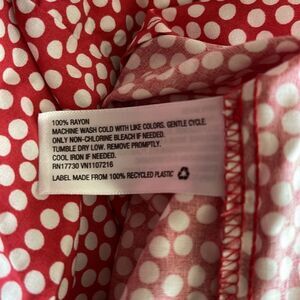 100% RAYON
MACHINE WASH COLD WITH LIKE COLORS. GENTLE CYCLE.
ONLY NON-CHLORINE BLEACH IF NEEDED.
TUMBLE DRY LOW. REMOVE PROMPTLY.
COOL IRON IF NEEDED.
RN17730 VN1107216
LABEL MADE FROM 100% RECYCLED PLASTIC